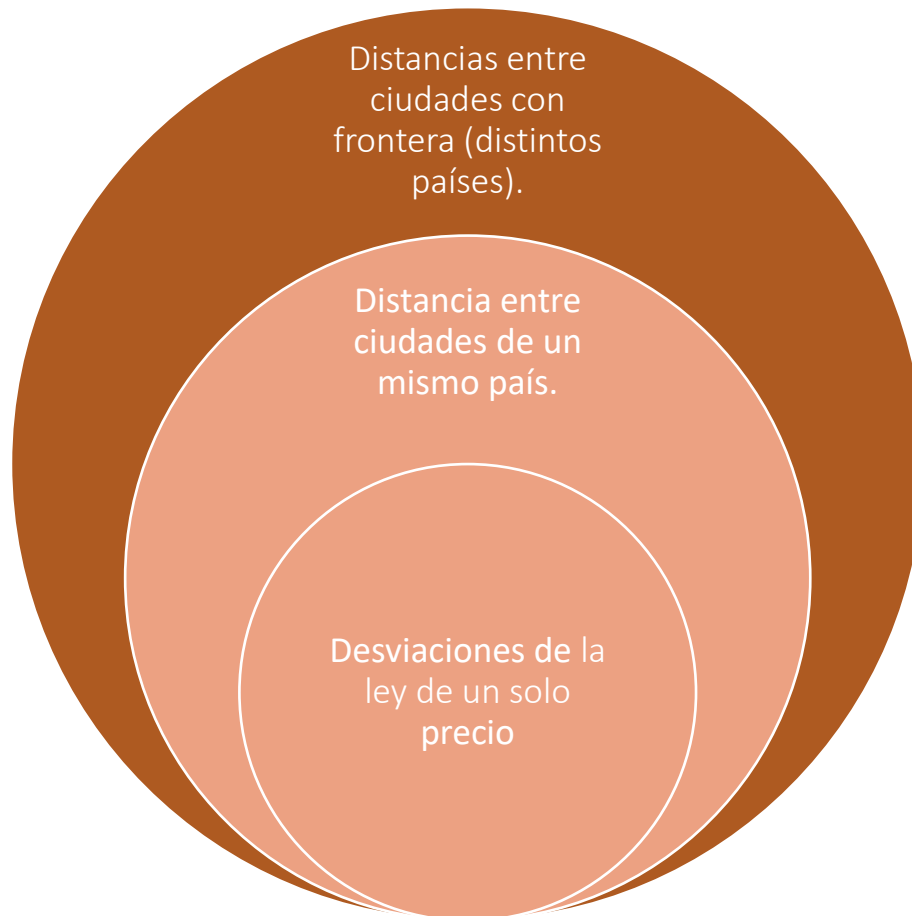 Distancias entre
ciudades con
frontera (distintos
países).
Distancia entre
ciudades de un
mismo país.
Desviaciones de la
ley de un solo
precio